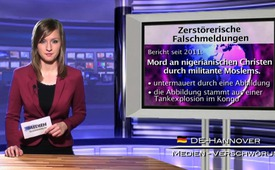 Zerstörerische
Falschmeldungen
Bericht seit 2011:
Mord an nigerianischen Christen
durch militante Moslems.
• untermauert durch eine Abbildung
• die Abbildung stammt aus einer
Tankexplosion im Kongo
DE-HANNOVER
MEDIEN-VERSCHWÖRU